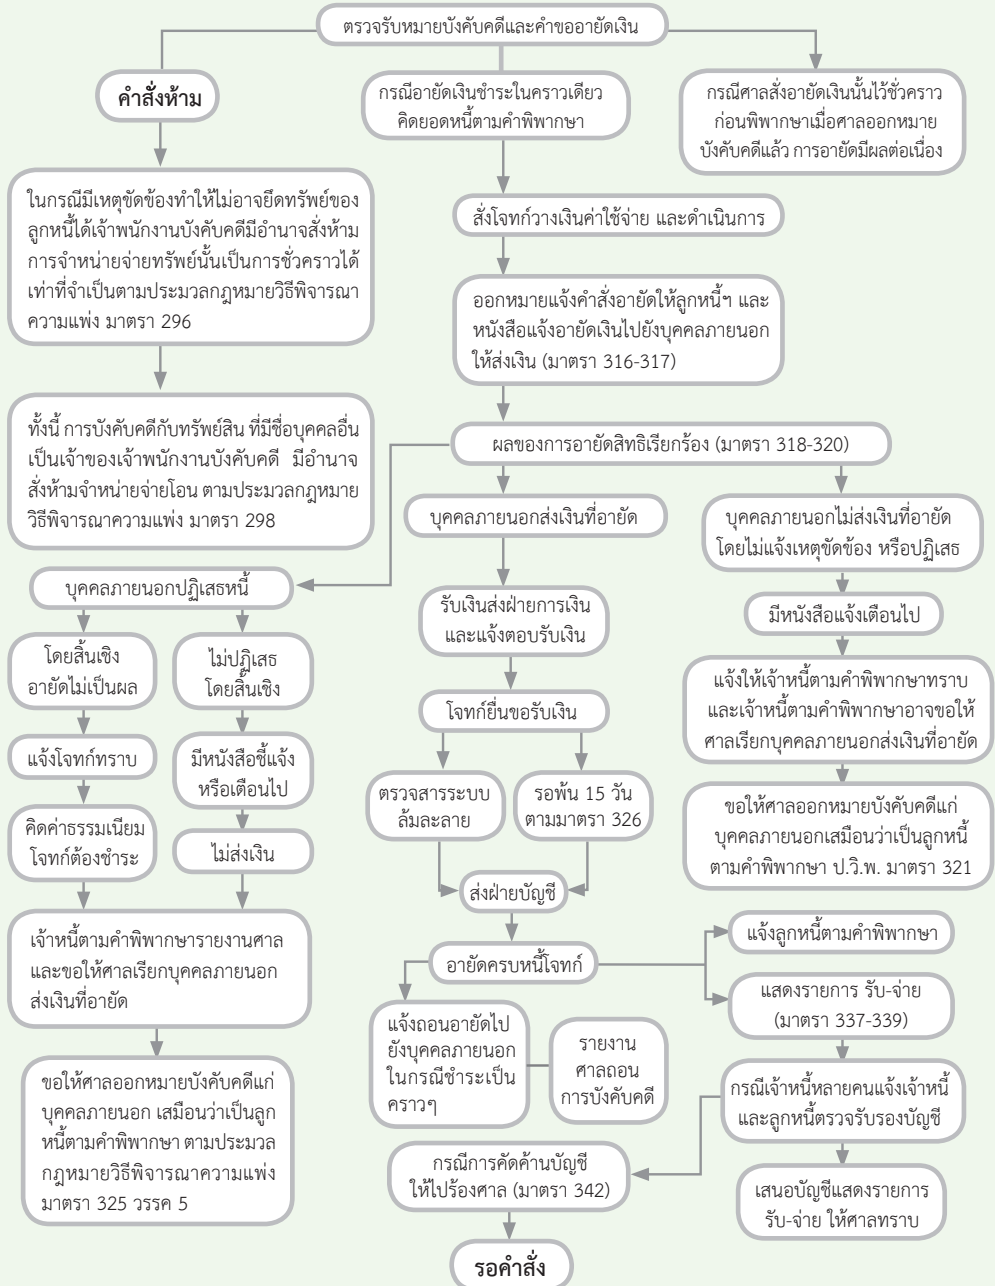 ตรวจรับหมายบังคับคดีและคำขออายัดเงิน
คำสั่งห้าม
ในกรณีมีเหตุขัดข้องทำให้ไม่อาจยึดทรัพย์ของ
ลูกหนี้ได้เจ้าพนักงานบังคับคดีมีอำนาจสั่งห้าม
การจำหน่ายจ่ายทรัพย์นั้นเป็นการชั่วคราวได้
เท่าที่จำเป็นตามประมวลกฎหมายวิธีพิจารณา
ความแพ่ง มาตรา 296
ทั้งนี้ การบังคับคดีกับทรัพย์สิน ที่มีชื่อบุคคลอื่น
เป็นเจ้าของเจ้าพนักงานบังคับคดี มีอำนาจ
สั่งห้ามจำหน่ายจ่ายโอน ตามประมวลกฎหมาย
วิธีพิจารณาความแพ่ง มาตรา 298
กรณีอายัดเงินชำระในคราวเดียว
คิดยอดหนี้ตามคำพิพากษา
กรณีศาลสั่งอายัดเงินนั้นไว้ชั่วคราว
ก่อนพิพากษาเมื่อศาลออกหมาย
บังคับคดีแล้ว การอายัดมีผลต่อเนื่อง
สั่งโจทก์วางเงินค่าใช้จ่าย และดำเนินการ
ออกหมายแจ้งคำสั่งอายัดให้ลูกหนี้ฯ และ
หนังสือแจ้งอายัดเงินไปยังบุคคลภายนอก
ให้ส่งเงิน (มาตรา 316-317)
ผลของการอายัดสิทธิเรียกร้อง (มาตรา 318-320)
บุคคลภายนอกปฏิเสธหนี้
โดยสิ้นเชิง
อายัดไม่เป็นผล
แจ้งโจทก์ทราบ
คิดค่าธรรมเนียม
โจทก์ต้องชำระ
ไม่ปฏิเสธ
โดยสิ้นเชิง
มีหนังสือชี้แจ้ง
หรือเตือนไป
ไม่ส่งเงิน
เจ้าหนี้ตามคำพิพากษารายงานศาล
และขอให้ศาลเรียกบุคคลภายนอก
ส่งเงินที่อายัด
ขอให้ศาลออกหมายบังคับคดีแก่
บุคคลภายนอก เสมือนว่าเป็นลูก
หนี้ตามคำพิพากษา ตามประมวล
กฎหมายวิธีพิจารณาความแพ่ง
มาตรา 325 วรรค 5
บุคคลภายนอกส่งเงินที่อายัด
รับเงินส่งฝ่ายการเงิน
และแจ้งตอบรับเงิน
โจทก์ยื่นขอรับเงิน
ตรวจสารระบบ
ล้มละลาย
รอพ้น 15 วัน
ตามมาตรา 326
ส่งฝ่ายบัญชี
อายัดครบหนี้โจทก์
แจ้งถอนอายัดไป
ยังบุคคลภายนอก
ในกรณีชำระเป็น
คราวๆ
รายงาน
ศาลถอน
การบังคับคดี
บุคคลภายนอกไม่ส่งเงินที่อายัด
โดยไม่แจ้งเหตุขัดข้อง หรือปฏิเสธ
มีหนังสือแจ้งเตือนไป
แจ้งให้เจ้าหนี้ตามคำพิพากษาทราบ
และเจ้าหนี้ตามคำพิพากษาอาจขอให้
ศาลเรียกบุคคลภายนอกส่งเงินที่อายัด
ขอให้ศาลออกหมายบังคับคดีแก่
บุคคลภายนอกเสมือนว่าเป็นลูกหนี้
ตามคำพิพากษา ป.วิ.พ. มาตรา 321
แจ้งลูกหนี้ตามคำพิพากษา
แสดงรายการ รับ-จ่าย
(มาตรา 337-339)
กรณีเจ้าหนี้หลายคนแจ้งเจ้าหนี้
และลูกหนี้ตรวจรับรองบัญชี
เสนอบัญชีแสดงรายการ
รับ-จ่าย ให้ศาลทราบ
กรณีการคัดค้านบัญชี
ให้ไปร้องศาล (มาตรา 342)
รอคำสั่ง